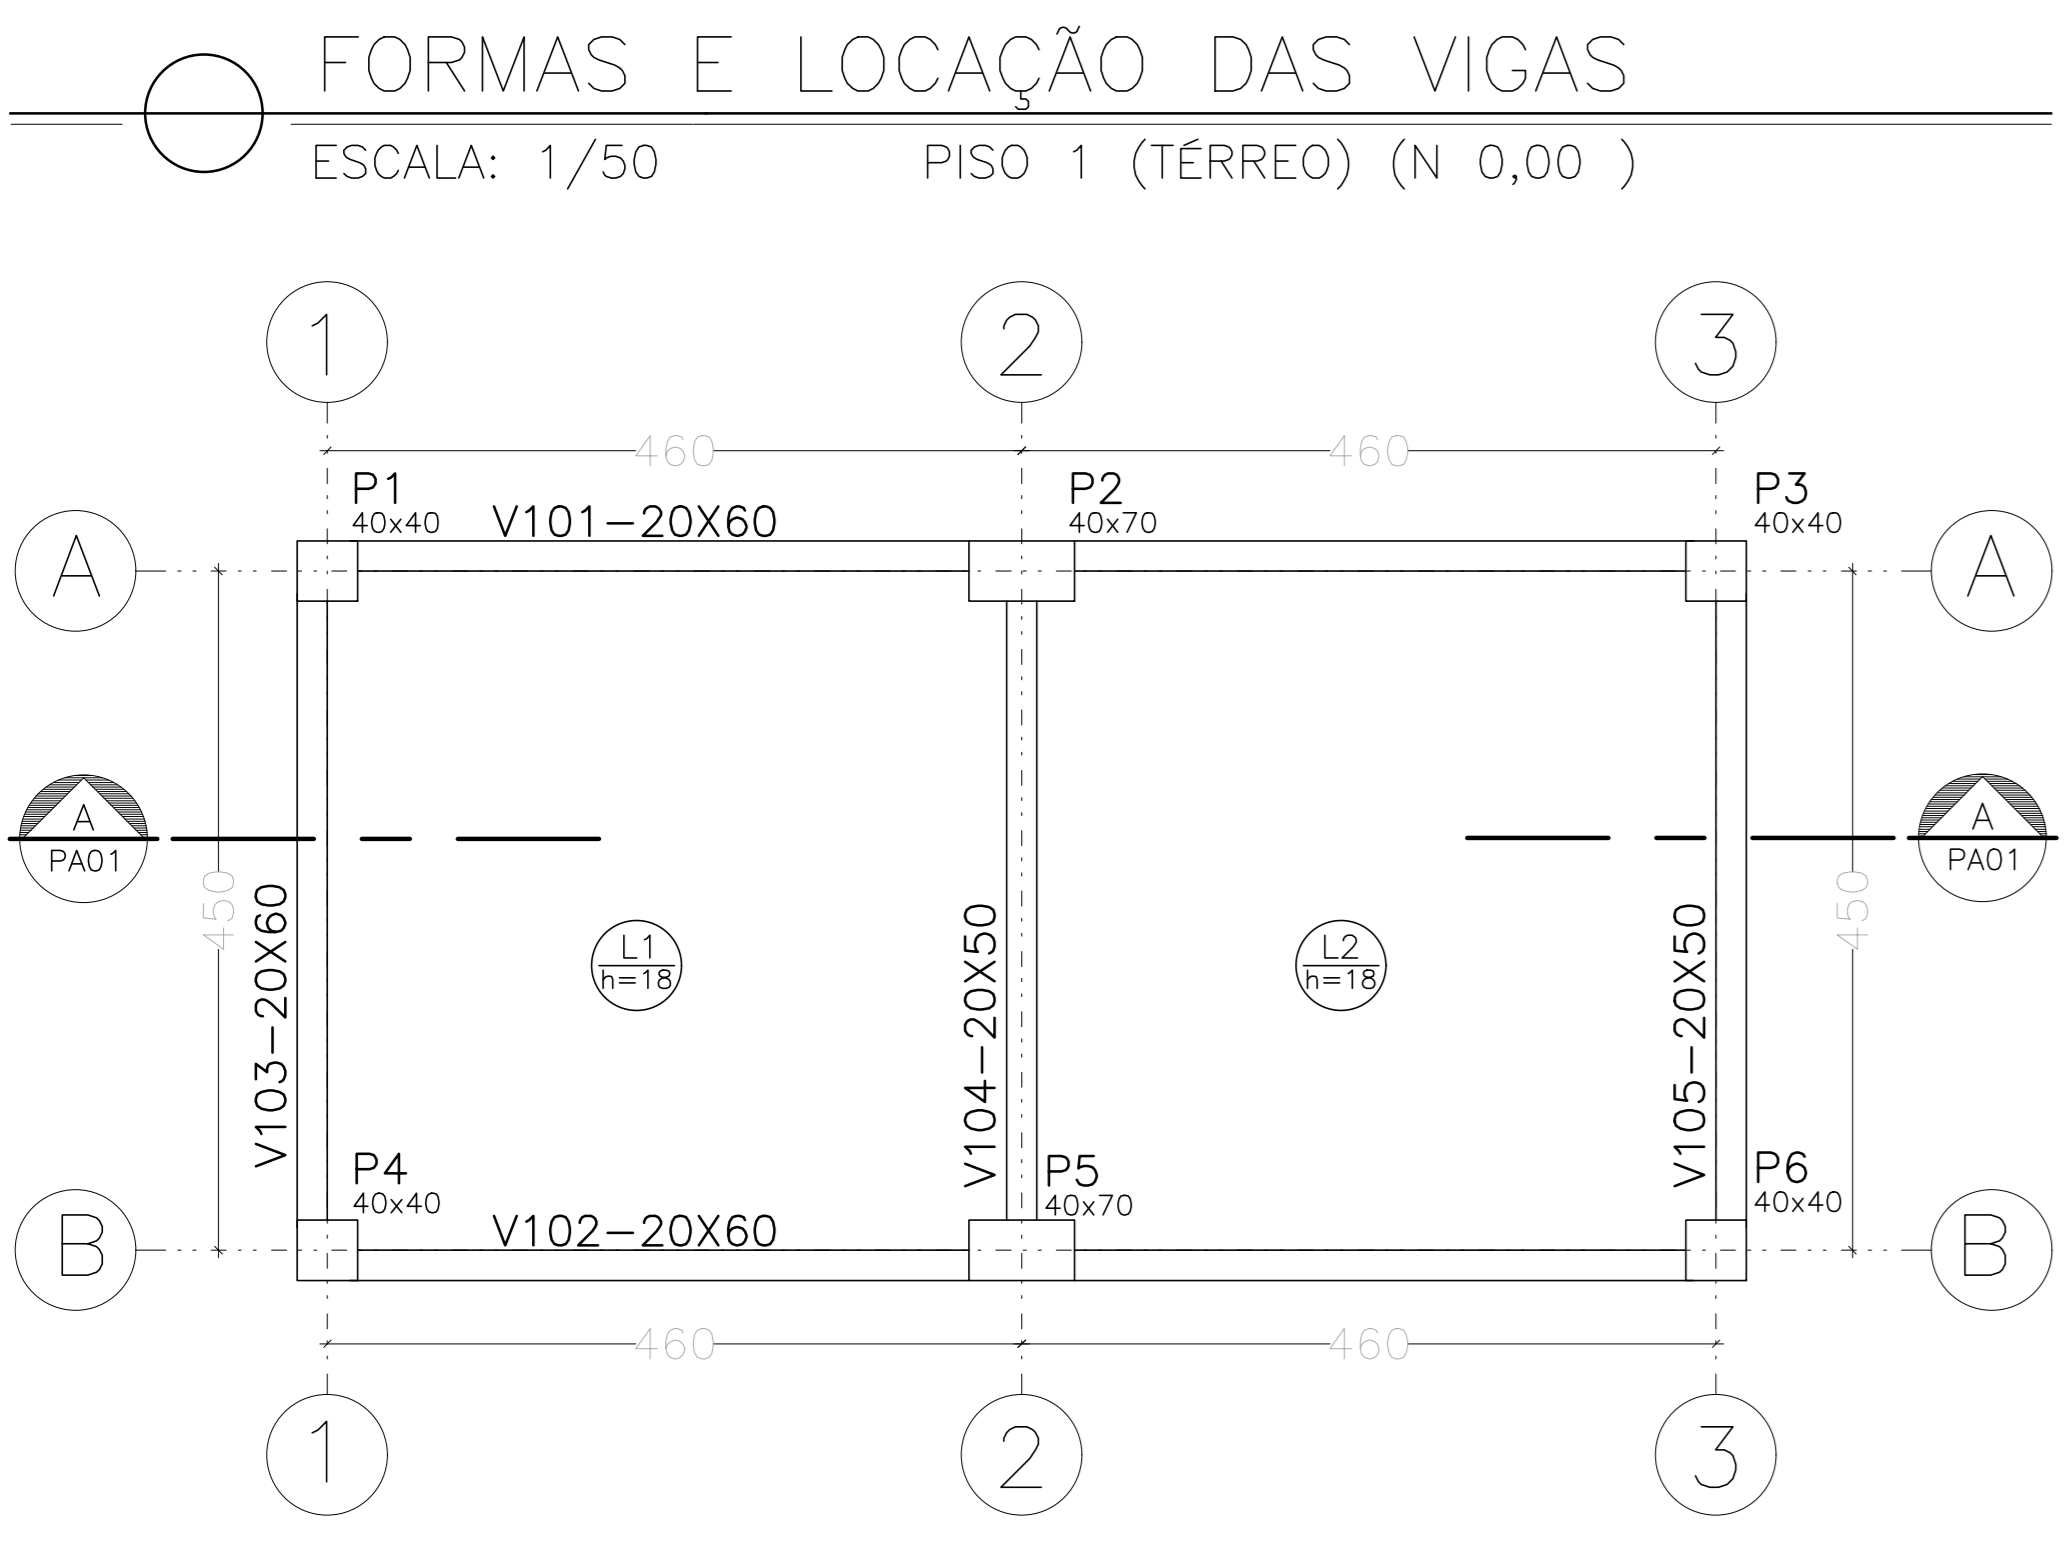 FORMAS E LOCAÇÃO DAS VIGAS
ESCALA: 1/50 PISO 1 (TÉRREO) (N 0,00 )
1 2 3
460 460
P1 P2 P3
40x40 V101-20X60 40x70 40x40
A A
A A
PA01 PA01
450 450
V103-20X60
V104-20X50
V105-20X50
L1 L2
h=18 h=18
P4 P5 P6
40x40 40x70 40x40
V102-20X60
B B
460 460
1 2 3